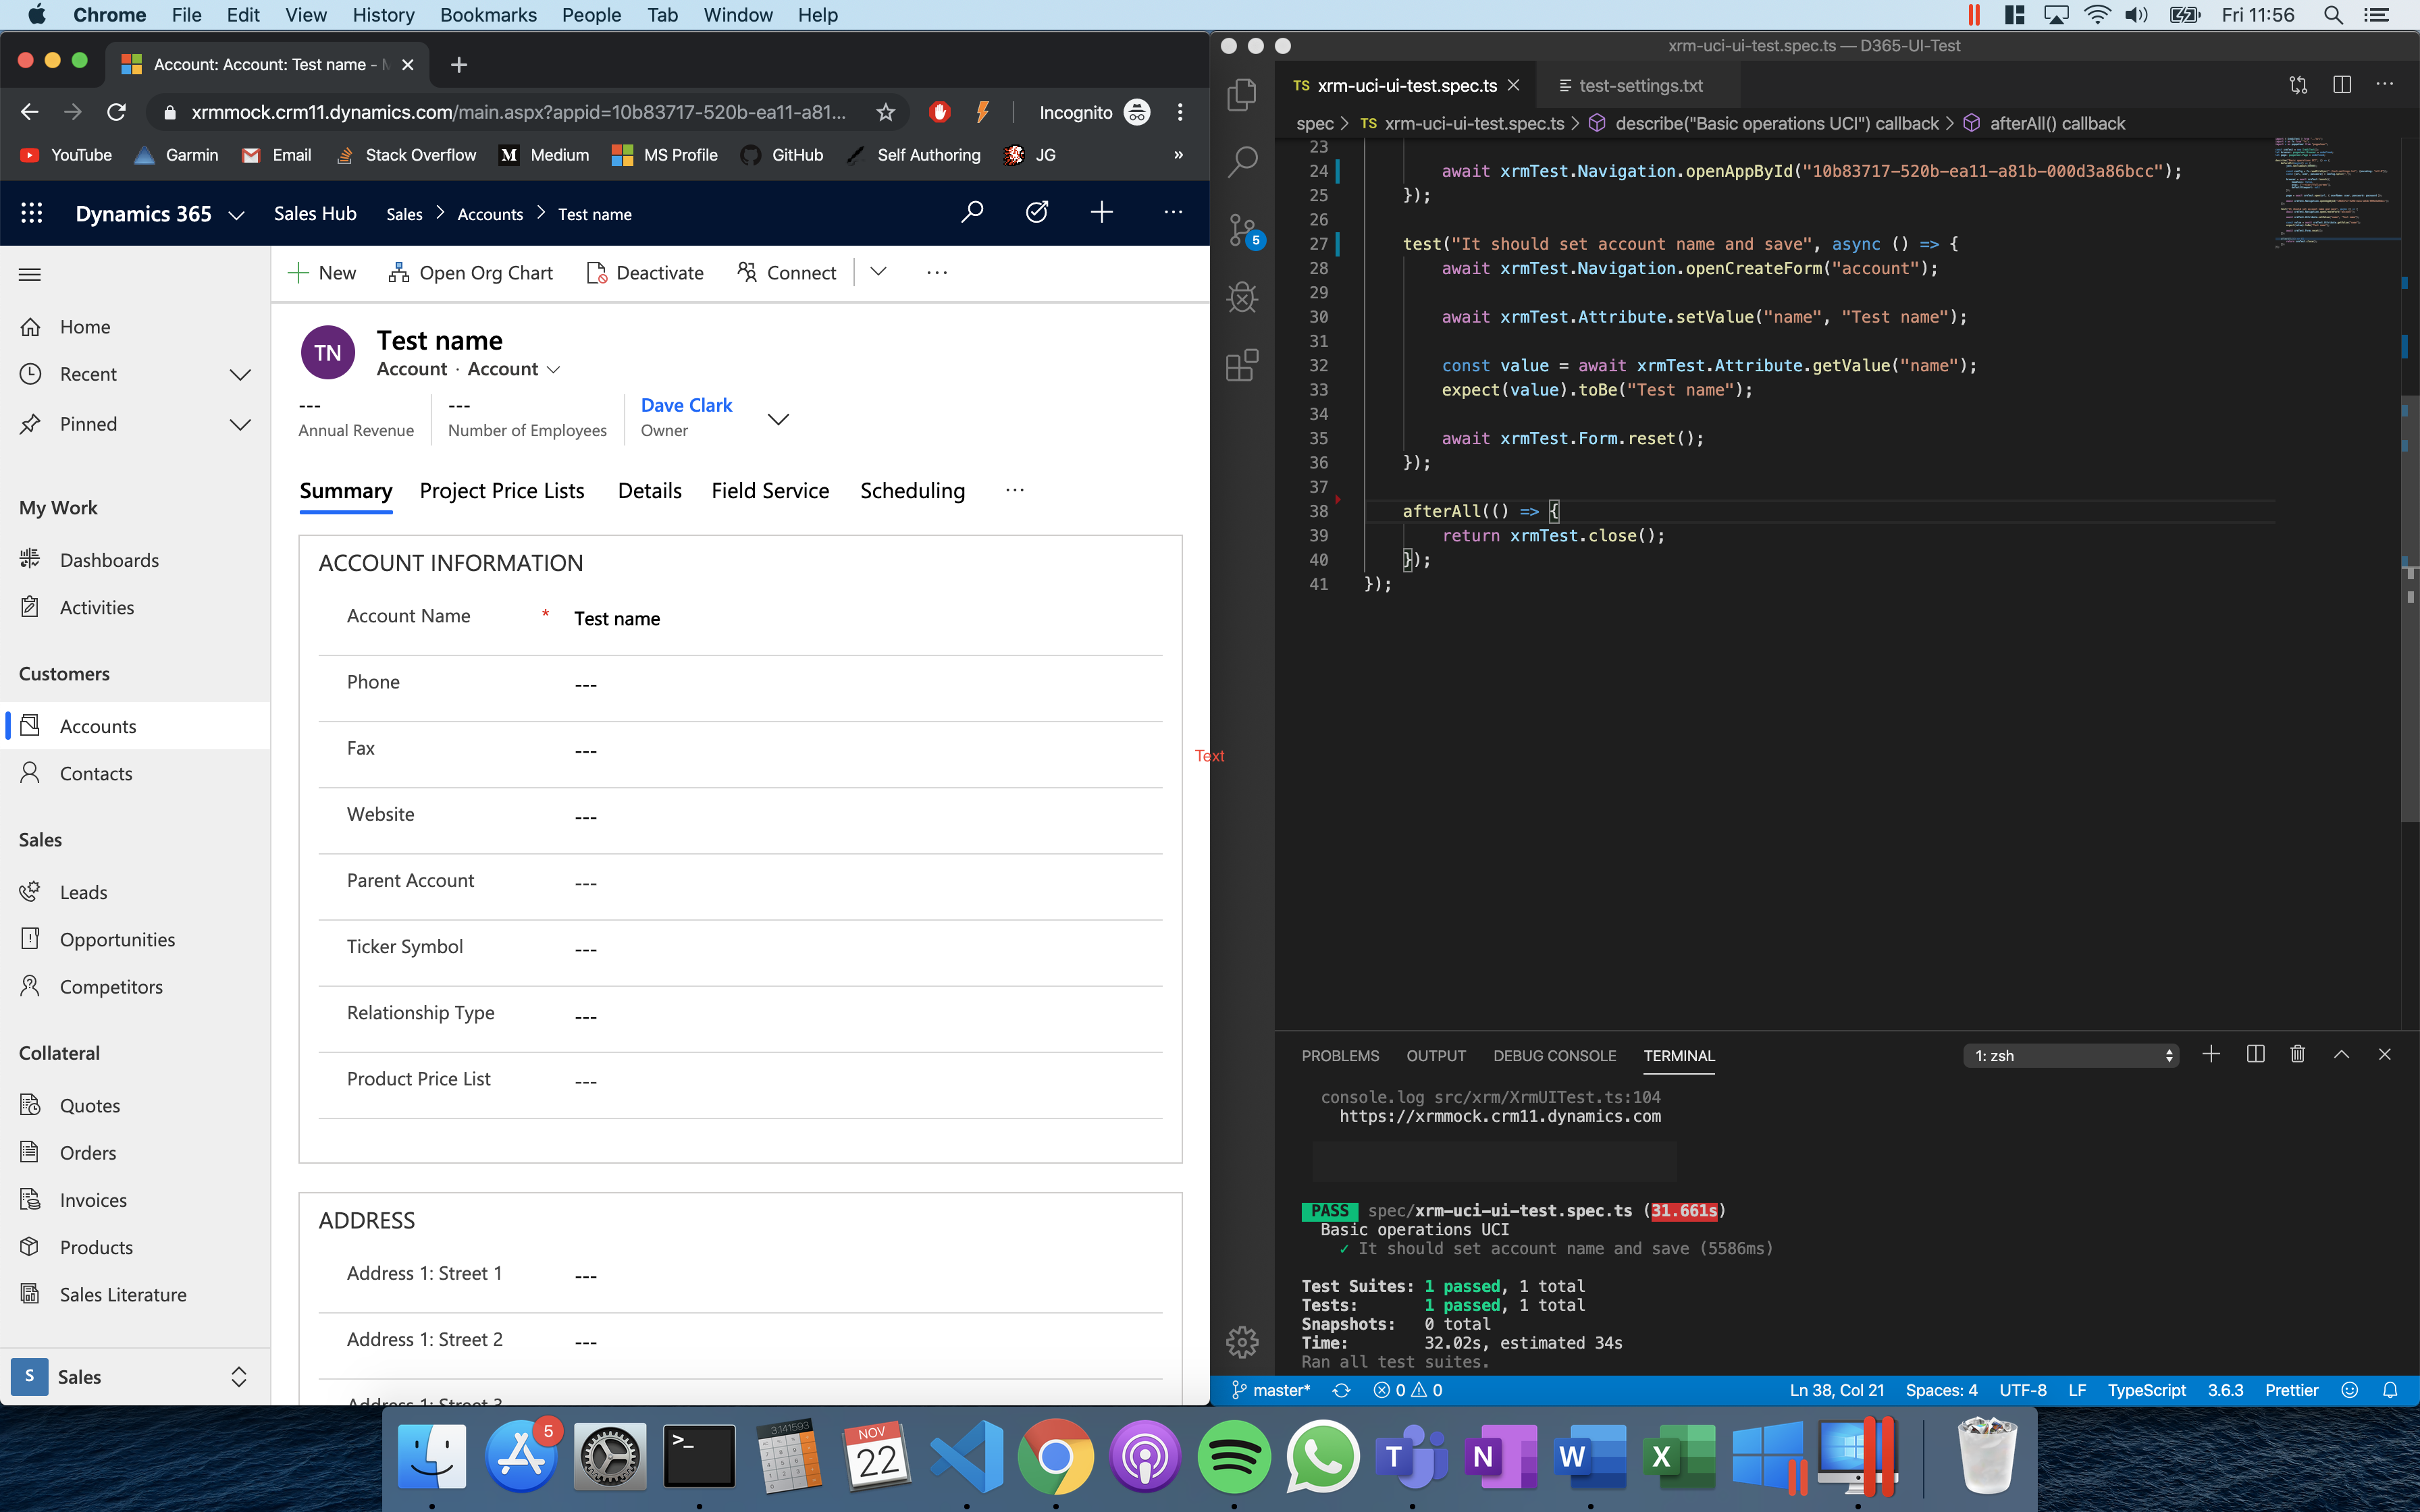 Chrome File Edit View History Bookmarks People Tab Window Help
Fri 11:56
Account: Account: Test name -
xrmmock.crm11.dynamics.com/main.aspx?appid=10b83717-520b-ea11-a81...
Incognito
YouTube Garmin Email Stack Overflow Medium MS Profile GitHub Self Authoring JG »
Dynamics 365 Sales Hub Sales > Accounts > Test name
New Open Org Chart Deactivate Connect
Home
Recent
Pinned
My Work
Dashboards
Activities
Customers
Accounts
Contacts
Sales
Leads
Opportunities
Competitors
Collateral
Quotes
Orders
Invoices
Products
Sales Literature
S Sales
TN
Test name
Account · Account
--- --- Dave Clark
Annual Revenue Number of Employees Owner
Summary Project Price Lists Details Field Service Scheduling ...
ACCOUNT INFORMATION
Account Name * Test name
Phone ---
Fax ---
Website ---
Parent Account ---
Ticker Symbol ---
Relationship Type ---
Product Price List ---
ADDRESS
Address 1: Street 1 ---
Address 1: Street 2 ---
Address 1: Street 3
Text
xrm-uci-ui-test.spec.ts — D365-UI-Test
TS xrm-uci-ui-test.spec.ts test-settings.txt
spec > TS xrm-uci-ui-test.spec.ts > describe("Basic operations UCI") callback > afterAll() callback
5
23
24 await xrmTest.Navigation.openAppById("10b83717-520b-ea11-a81b-000d3a86bcc");
25 });
26
27 test("It should set account name and save", async () => {
28 await xrmTest.Navigation.openCreateForm("account");
29
30 await xrmTest.Attribute.setValue("name", "Test name");
31
32 const value = await xrmTest.Attribute.getValue("name");
33 expect(value).toBe("Test name");
34
35 await xrmTest.Form.reset();
36 });
37
38 afterAll(() => {
39 return xrmTest.close();
40 });
41 });
PROBLEMS OUTPUT DEBUG CONSOLE TERMINAL
1: zsh
console.log src/xrm/XrmUITest.ts:104
https://xrmmock.crm11.dynamics.com
PASS spec/xrm-uci-ui-test.spec.ts (31.661s)
Basic operations UCI
✓ It should set account name and save (5586ms)
Test Suites: 1 passed, 1 total
Tests: 1 passed, 1 total
Snapshots: 0 total
Time: 32.02s, estimated 34s
Ran all test suites.
master* 0 0
Ln 38, Col 21 Spaces: 4 UTF-8 LF TypeScript 3.6.3 Prettier
5
>_
3.141593
NOV
22
T
N
W
X